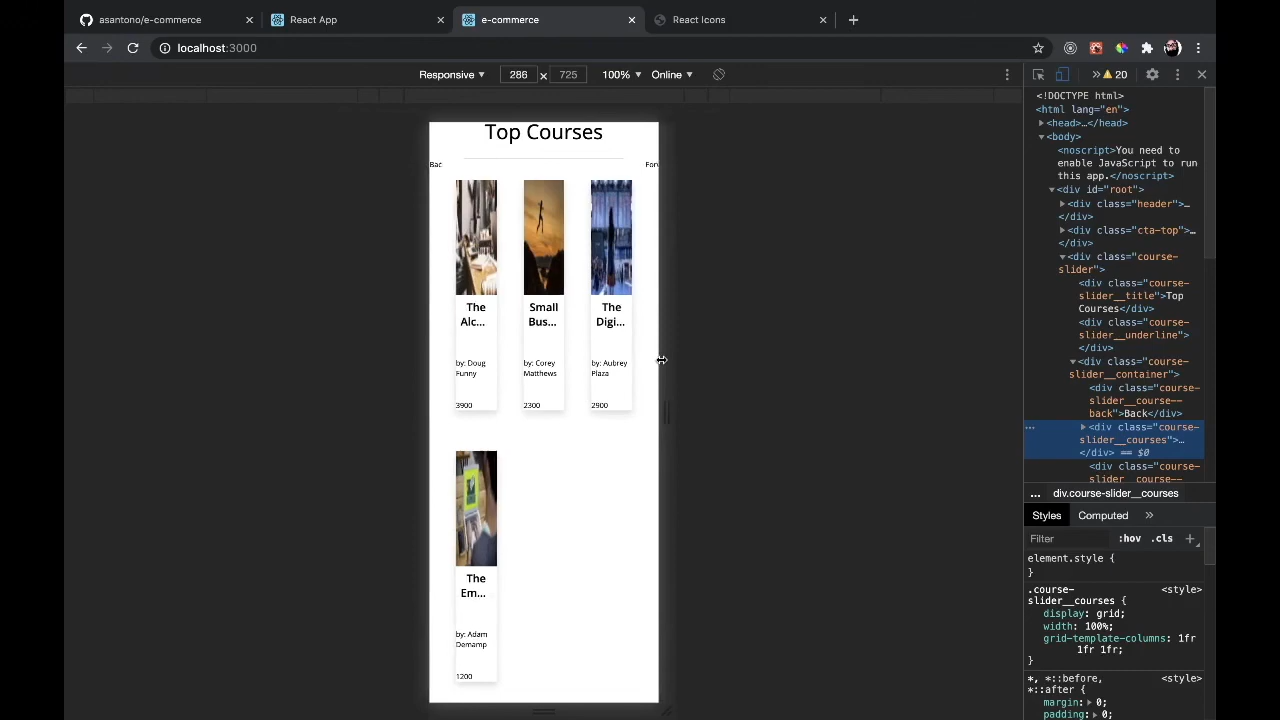 asantono/e-commerce
React App
e-commerce
React Icons
localhost:3000
Responsive
286
725
100%
Online
20
<!DOCTYPE html>
<html lang="en">
<head>…</head>
<body>
<noscript>You need to
enable JavaScript to run
this app.</noscript>
<div id="root">
<div class="header">…
</div>
<div class="cta-top">…
</div>
<div class="course-
slider">
<div class="course-
slider__title">Top
Courses</div>
<div class="course-
slider__underline">
</div>
<div class="course-
slider__container">
<div class="course-
slider__course--
back">Back</div>
<div class="course-
slider__courses">…
</div> == $0
<div class="course-
slider__course--
... div.course-slider__courses
Styles
Computed
Filter
:hov
.cls
element.style {
}
.course-
slider__courses {
<style>
display: grid;
width: 100%;
grid-template-columns: 1fr
1fr 1fr;
}
*, *::before,
*::after {
<style>
margin: 0;
padding: 0;
Top Courses
Bac
For
The
Alc...
by: Doug
Funny
3900
Small
Bus...
by: Corey
Matthews
2300
The
Digi...
by: Aubrey
Plaza
2900
The
Em...
by: Adam
Demamp
1200